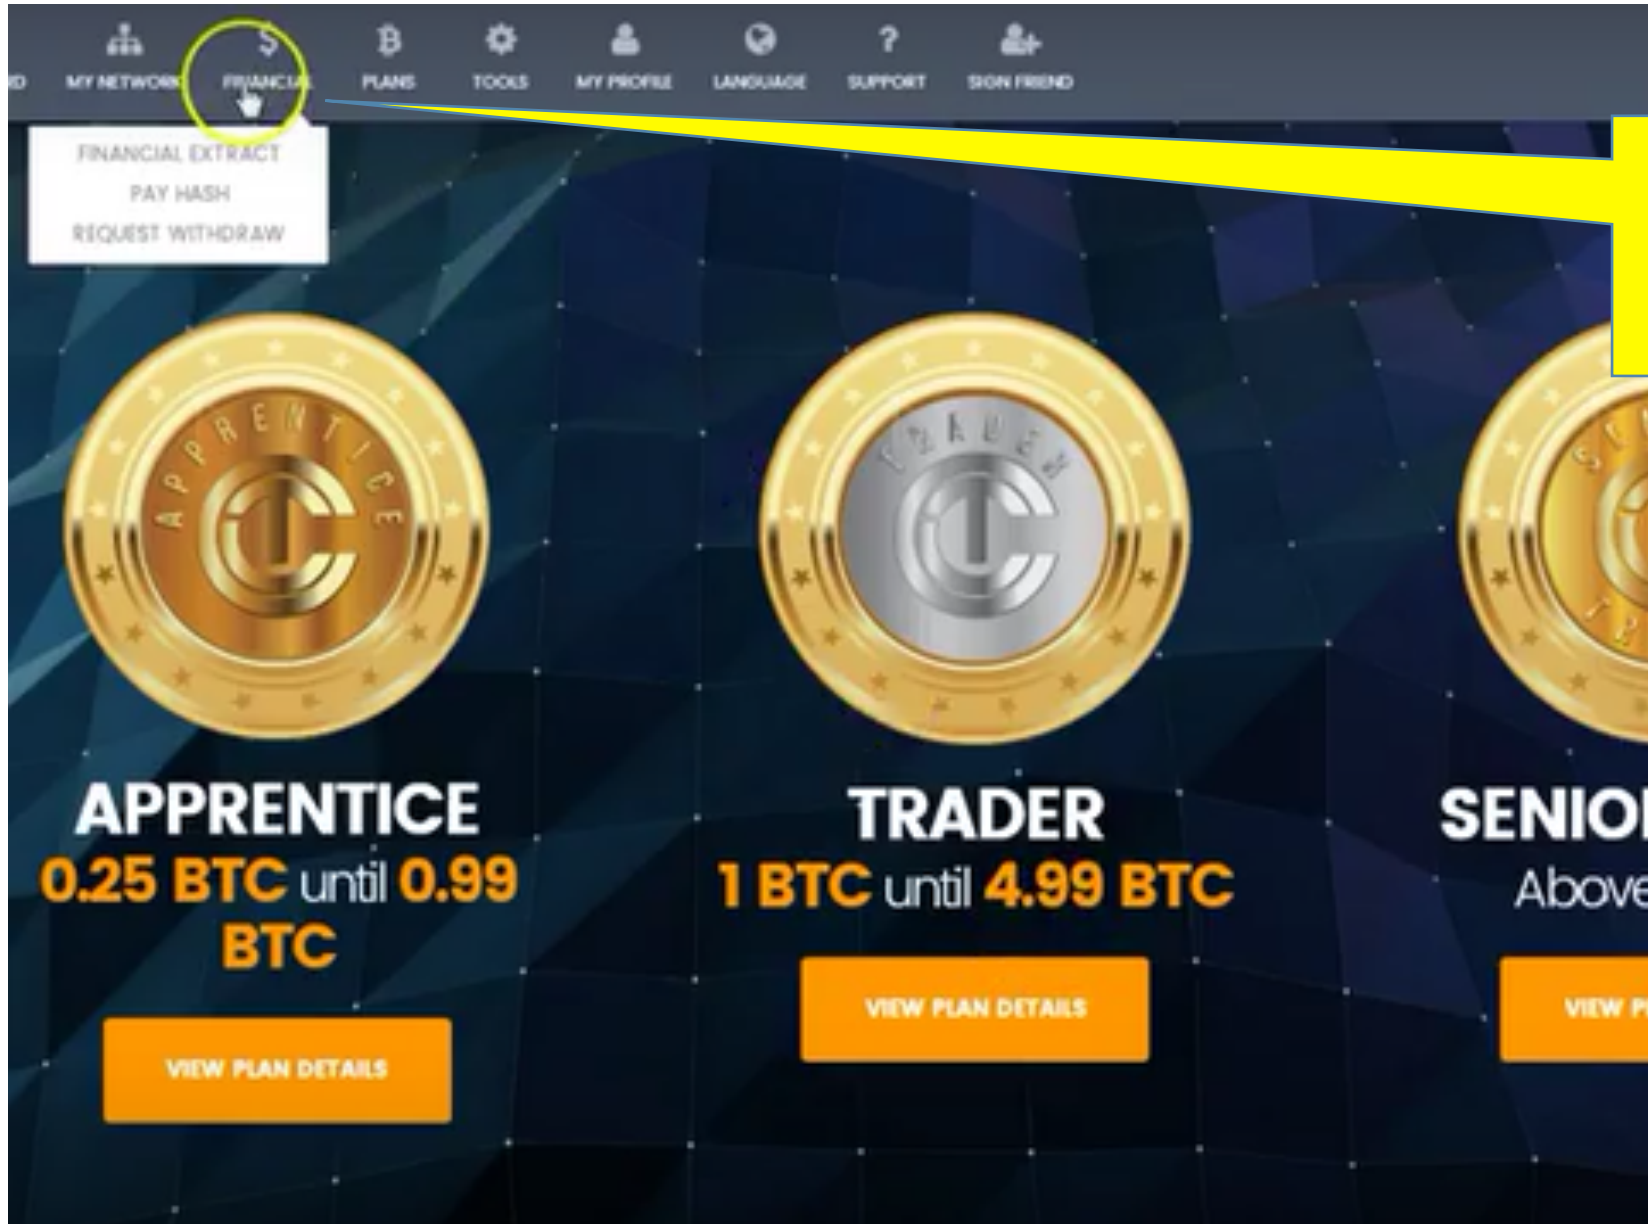 MY NETWORK
FINANCIAL
PLANS
TOOLS
MY PROFILE
LANGUAGE
SUPPORT
SIGN FRIEND
FINANCIAL EXTRACT
PAY HASH
REQUEST WITHDRAW
APPRENTICE
TRADER
APPRENTICE
0.25 BTC until 0.99
BTC
VIEW PLAN DETAILS
TRADER
1 BTC until 4.99 BTC
VIEW PLAN DETAILS
Above
VIEW